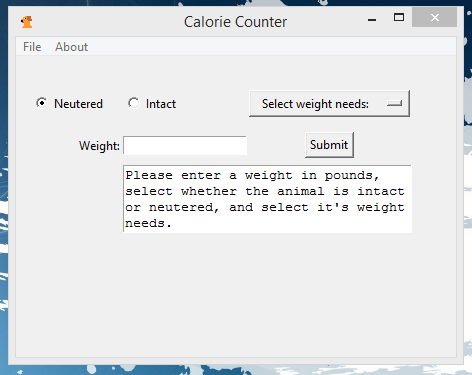 Calorie Counter
File About
Neutered Intact Select weight needs:
Weight: Submit
Please enter a weight in pounds,
select whether the animal is intact
or neutered, and select it's weight
needs.